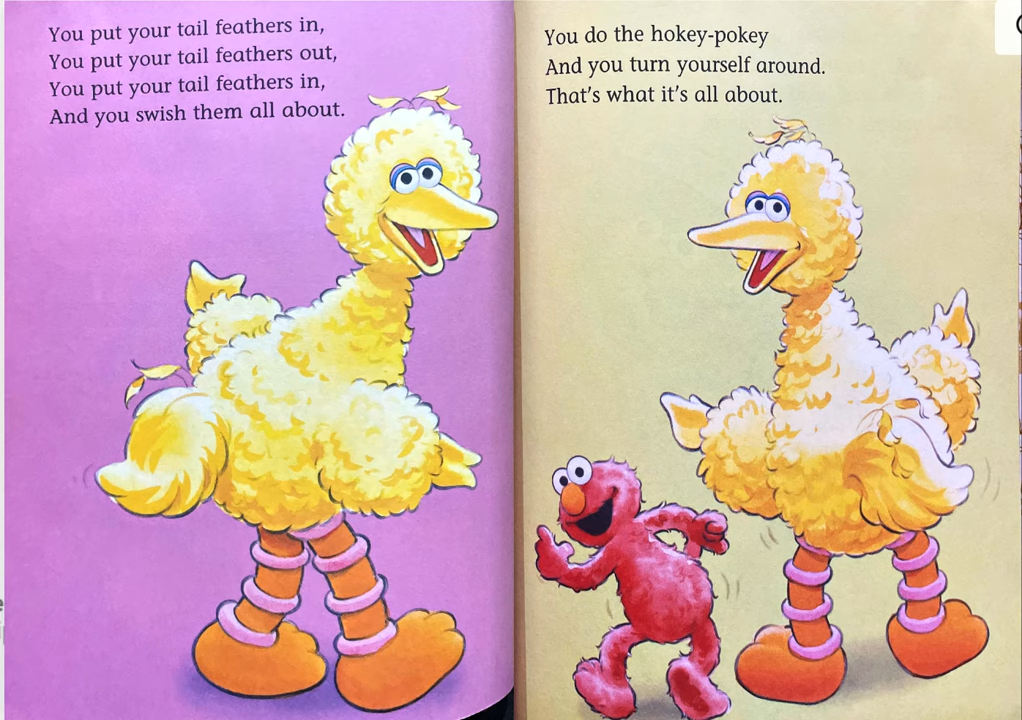 You put your tail feathers in,
You put your tail feathers out,
You put your tail feathers in,
And you swish them all about.
You do the hokey-pokey
And you turn yourself around.
That's what it's all about.